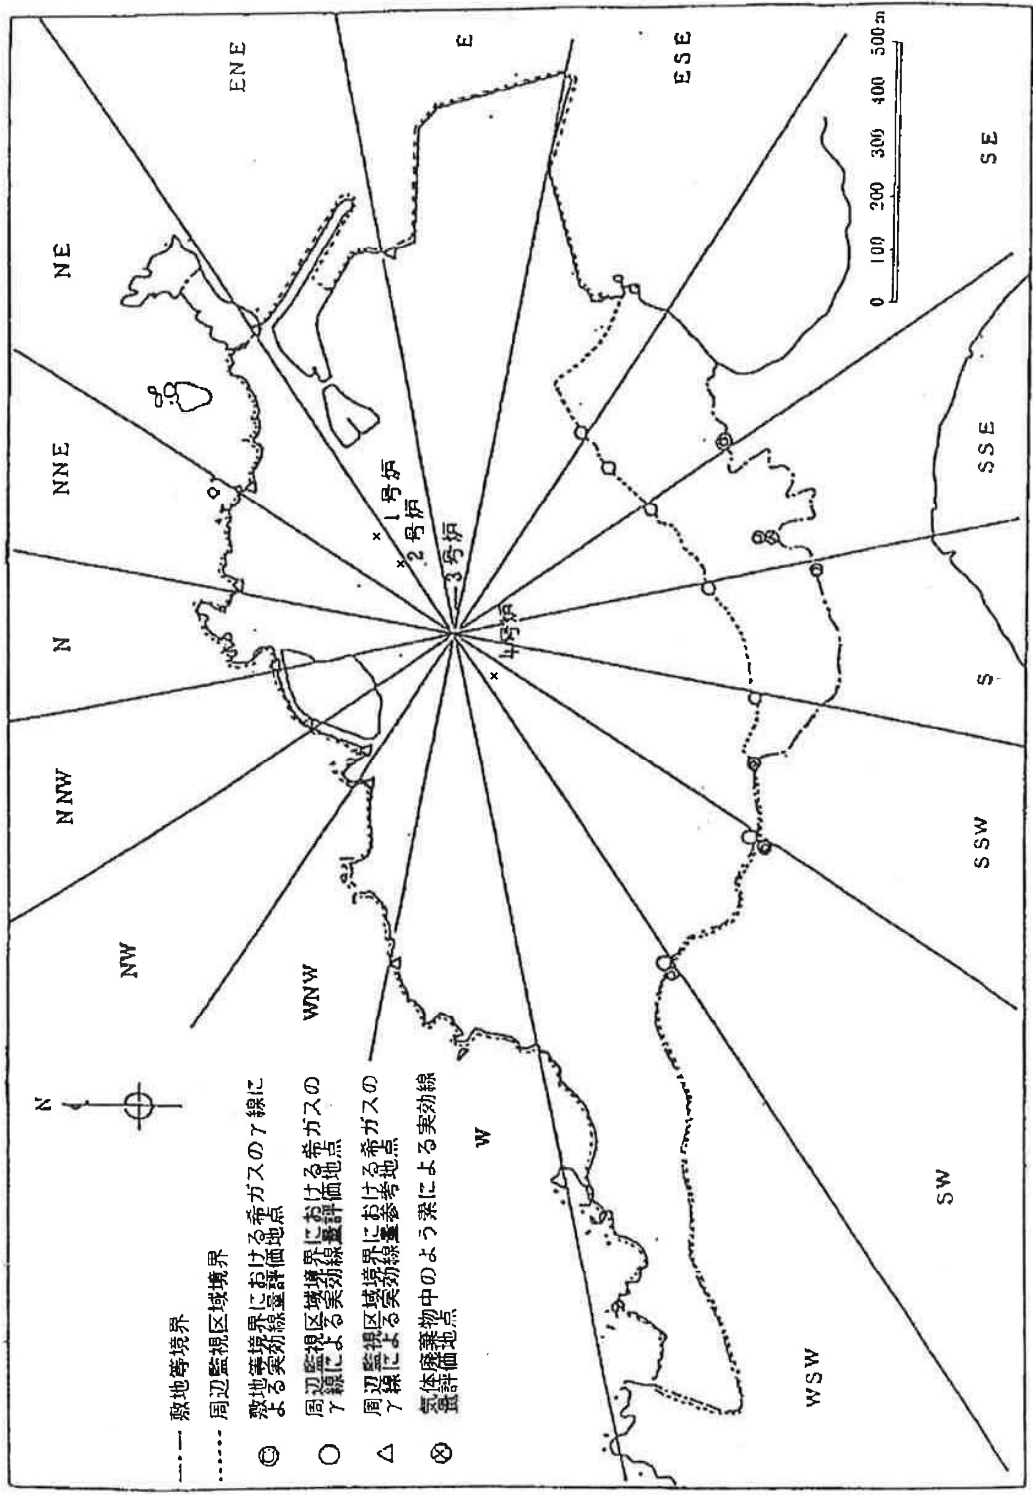 N
NNE
NE
ENE
E
ESE
SE
SSE
S
SSW
SW
WSW
W
WNW
NW
NNW
N
1号炉
2号炉
3号炉
4号炉
0 100 200 300 400 500m
敷地等境界
周辺監視区域境界
敷地等境界における希ガスのγ線に
よる実効線量評価地点
周辺監視区域境界における希ガスの
γ線による実効線量評価地点
周辺監視区域境界における希ガスの
γ線による実効線量参考地点
気体廃棄物中のよう素による実効線
量評価地点